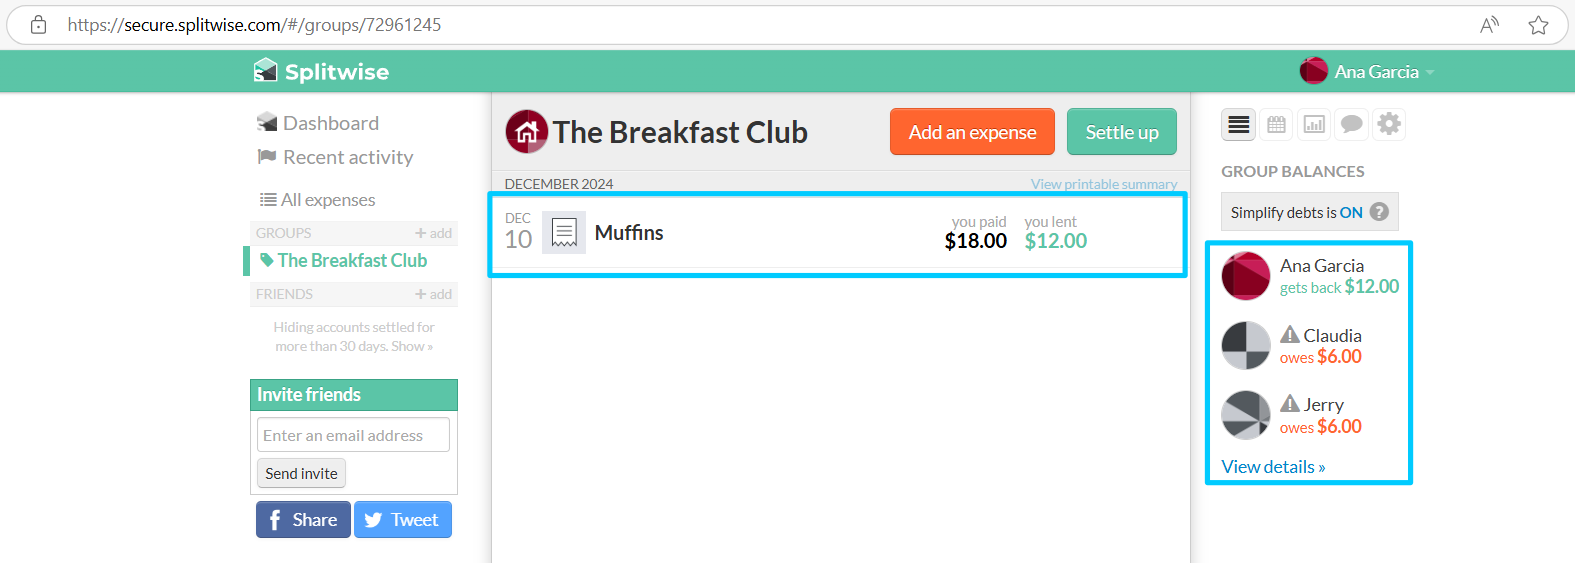 https://secure.splitwise.com/#/groups/72961245
Splitwise
Ana Garcia
Dashboard
Recent activity
All expenses
GROUPS + add
The Breakfast Club
FRIENDS + add
Hiding accounts settled for
more than 30 days. Show »
Invite friends
Enter an email address
Send invite
Share
Tweet
The Breakfast Club
Add an expense
Settle up
DECEMBER 2024
View printable summary
DEC
10
Muffins
you paid
$18.00
you lent
$12.00
GROUP BALANCES
Simplify debts is ON ?
Ana Garcia
gets back $12.00
Claudia
owes $6.00
Jerry
owes $6.00
View details »